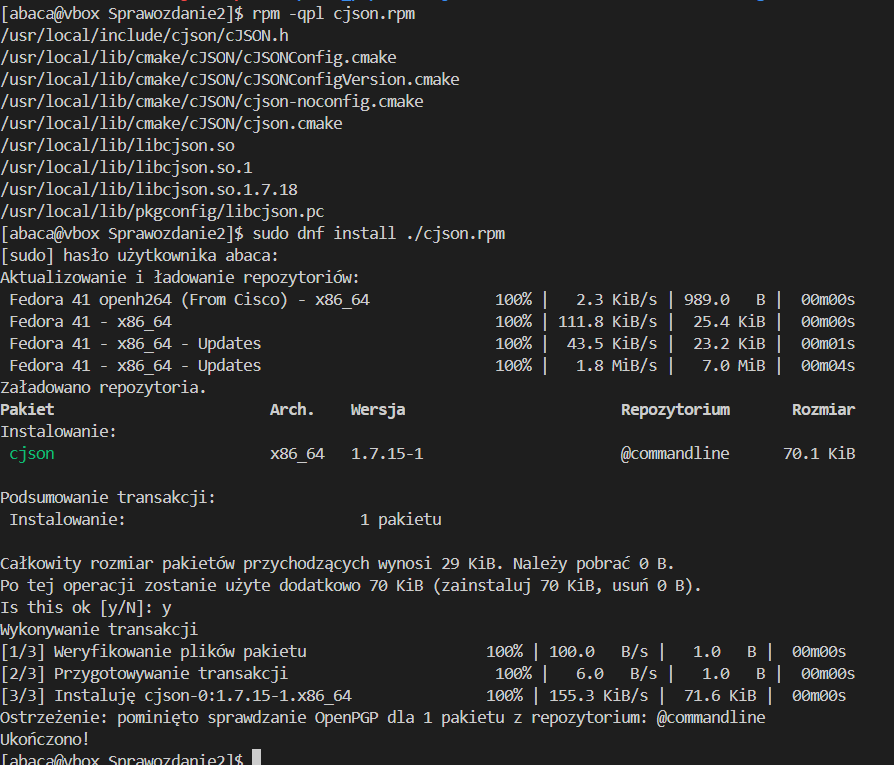 [abaca@vbox Sprawozdanie2]$ rpm -qpl cjson.rpm
/usr/local/include/cjson/cJSON.h
/usr/local/lib/cmake/cJSON/cJSONConfig.cmake
/usr/local/lib/cmake/cJSON/cJSONConfigVersion.cmake
/usr/local/lib/cmake/cJSON/cjson-noconfig.cmake
/usr/local/lib/cmake/cJSON/cjson.cmake
/usr/local/lib/libcjson.so
/usr/local/lib/libcjson.so.1
/usr/local/lib/libcjson.so.1.7.18
/usr/local/lib/pkgconfig/libcjson.pc
[abaca@vbox Sprawozdanie2]$ sudo dnf install ./cjson.rpm
[sudo] hasło użytkownika abaca:
Aktualizowanie i ładowanie repozytoriów:
Fedora 41 openh264 (From Cisco) - x86_64 100% | 2.3 KiB/s | 989.0 B | 00m00s
Fedora 41 - x86_64 100% | 111.8 KiB/s | 25.4 KiB | 00m00s
Fedora 41 - x86_64 - Updates 100% | 43.5 KiB/s | 23.2 KiB | 00m01s
Fedora 41 - x86_64 - Updates 100% | 1.8 MiB/s | 7.0 MiB | 00m04s
Załadowano repozytoria.
Pakiet Arch. Wersja Repozytorium Rozmiar
Instalowanie:
cjson x86_64 1.7.15-1 @commandline 70.1 KiB
Podsumowanie transakcji:
Instalowanie: 1 pakietu
Całkowity rozmiar pakietów przychodzących wynosi 29 KiB. Należy pobrać 0 B.
Po tej operacji zostanie użyte dodatkowo 70 KiB (zainstaluj 70 KiB, usuń 0 B).
Is this ok [y/N]: y
Wykonywanie transakcji
[1/3] Weryfikowanie plików pakietu 100% | 100.0 B/s | 1.0 B | 00m00s
[2/3] Przygotowywanie transakcji 100% | 6.0 B/s | 1.0 B | 00m00s
[3/3] Instaluję cjson-0:1.7.15-1.x86_64 100% | 155.3 KiB/s | 71.6 KiB | 00m00s
Ostrzeżenie: pominięto sprawdzanie OpenPGP dla 1 pakietu z repozytorium: @commandline
Ukończono!
[abaca@vbox Sprawozdanie2]$